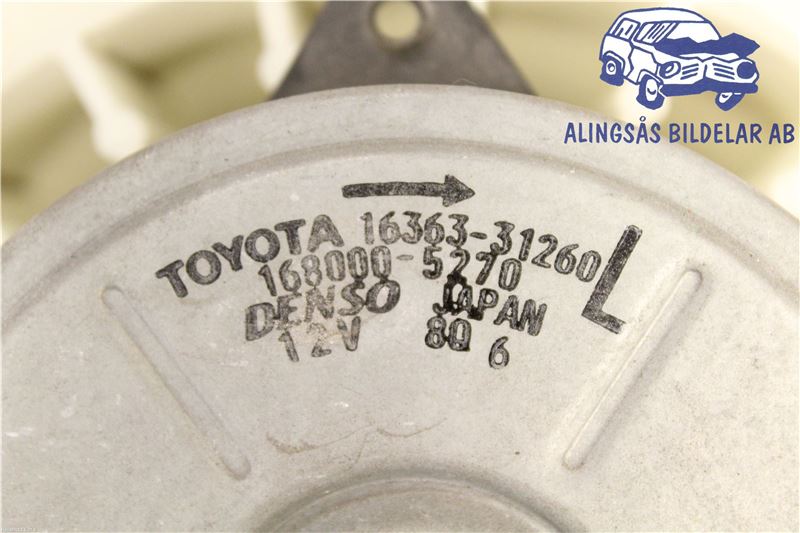 ALINGSÅS BILDELAR AB
TOYOTA 16363-31260 L
168000-5270
DENSO JAPAN
12V 80 6